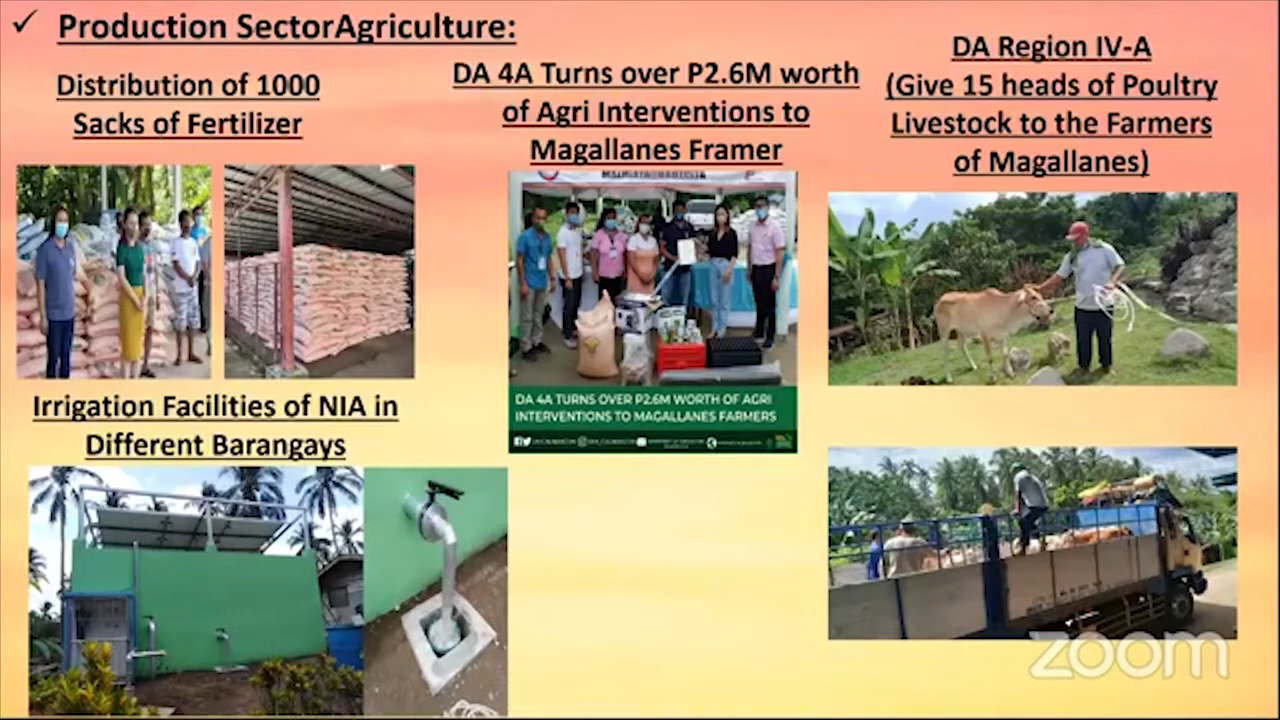 ✓ Production SectorAgriculture:
Distribution of 1000
Sacks of Fertilizer
DA 4A Turns over P2.6M worth
of Agri Interventions to
Magallanes Framer
DA 4A TURNS OVER P2.6M WORTH OF AGRI
INTERVENTIONS TO MAGALLANES FARMERS
DA Region IV-A
(Give 15 heads of Poultry
Livestock to the Farmers
of Magallanes)
Irrigation Facilities of NIA in
Different Barangays
zoom